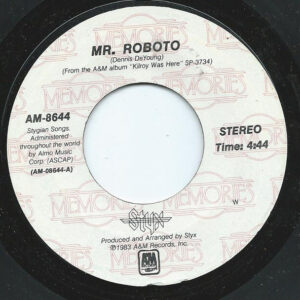 MEMORIES
MR. ROBOTO
(Dennis DeYoung)
(From the A&M album "Kilroy Was Here" SP-3734)
AM-8644
Stygian Songs.
Administered
throughout the world
by Almo Music
Corp. (ASCAP)
(AM-08644-A)
STEREO
Time: 4:44
MEMORIES
STYX
W
Produced and Arranged by Styx
©1983 A&M Records, Inc.
A&M
RECORDS